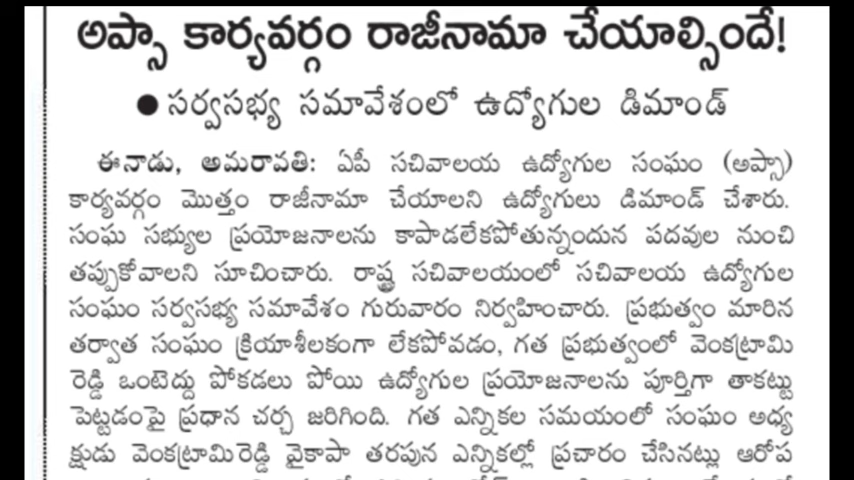 అప్సా కార్యవర్గం రాజీనామా చేయాల్సిందే!
● సర్వసభ్య సమావేశంలో ఉద్యోగుల డిమాండ్
ఈనాడు, అమరావతి: ఏపీ సచివాలయ ఉద్యోగుల సంఘం (అప్సా)
కార్యవర్గం మొత్తం రాజీనామా చేయాలని ఉద్యోగులు డిమాండ్ చేశారు.
సంఘ సభ్యుల ప్రయోజనాలను కాపాడలేకపోతున్నందున పదవుల నుంచి
తప్పుకోవాలని సూచించారు. రాష్ట్ర సచివాలయంలో సచివాలయ ఉద్యోగుల
సంఘం సర్వసభ్య సమావేశం గురువారం నిర్వహించారు. ప్రభుత్వం మారిన
తర్వాత సంఘం క్రియాశీలకంగా లేకపోవడం, గత ప్రభుత్వంలో వెంకట్రామి
రెడ్డి ఒంటెద్దు పోకడలు పోయి ఉద్యోగుల ప్రయోజనాలను పూర్తిగా తాకట్టు
పెట్టడంపై ప్రధాన చర్చ జరిగింది. గత ఎన్నికల సమయంలో సంఘం అధ్య
క్షుడు వెంకట్రామిరెడ్డి వైకాపా తరపున ఎన్నికల్లో ప్రచారం చేసినట్లు ఆరోప